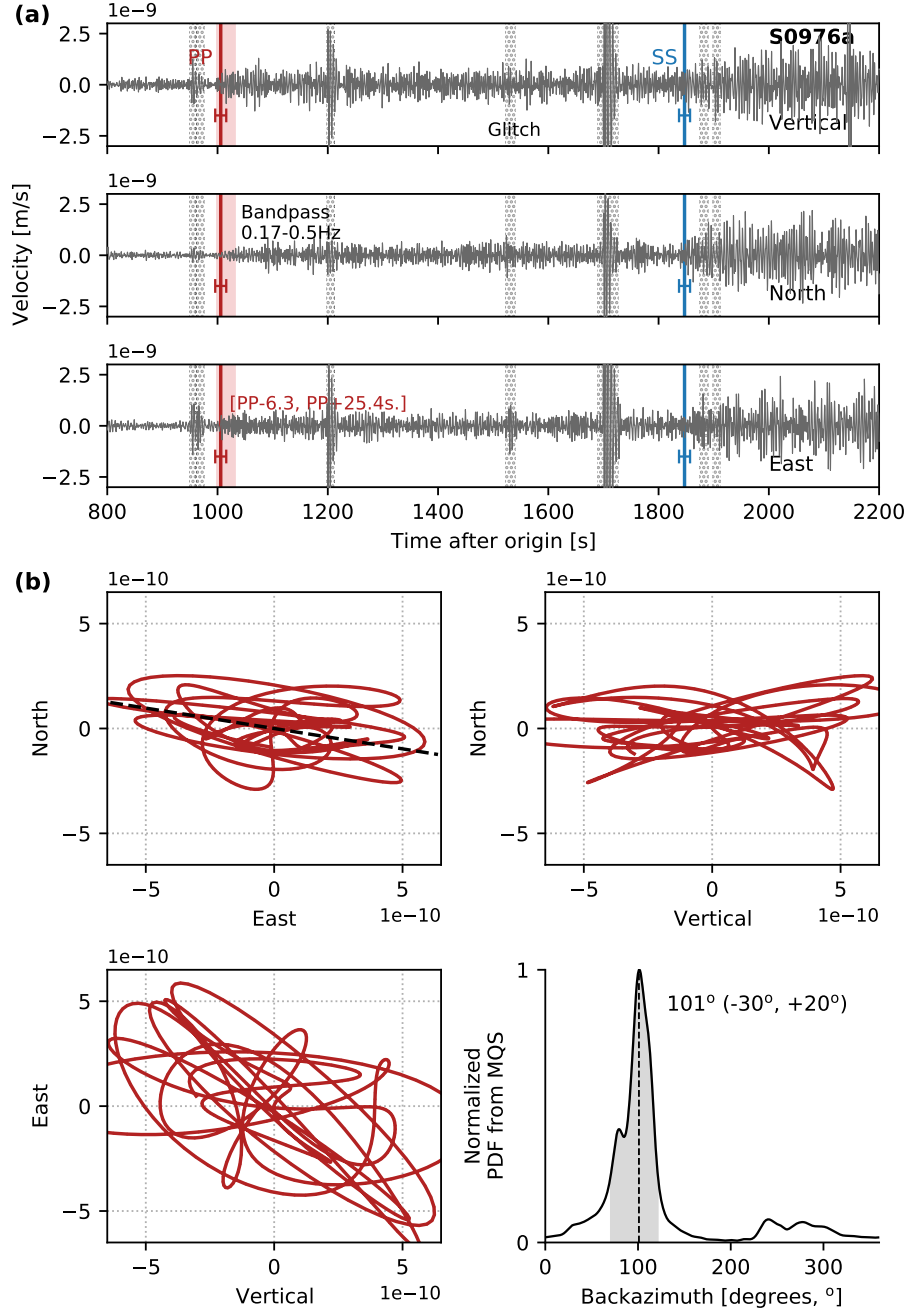 (a)
1e−9
2.5
0.0
−2.5
PP
SS
S0976a
Glitch
Vertical
1e−9
2.5
0.0
−2.5
Velocity [m/s]
Bandpass
0.17-0.5Hz
North
1e−9
2.5
0.0
−2.5
[PP-6.3, PP+25.4s.]
East
800 1000 1200 1400 1600 1800 2000 2200
Time after origin [s]
(b)
1e−10
5
0
−5
North
−5 0 5
East
1e−10
1e−10
5
0
−5
North
−5 0 5
Vertical
1e−10
1e−10
5
0
−5
East
−5 0 5
Vertical
1e−10
1
0
Normalized
PDF from MQS
101° (-30°, +20°)
0 100 200 300
Backazimuth [degrees, °]